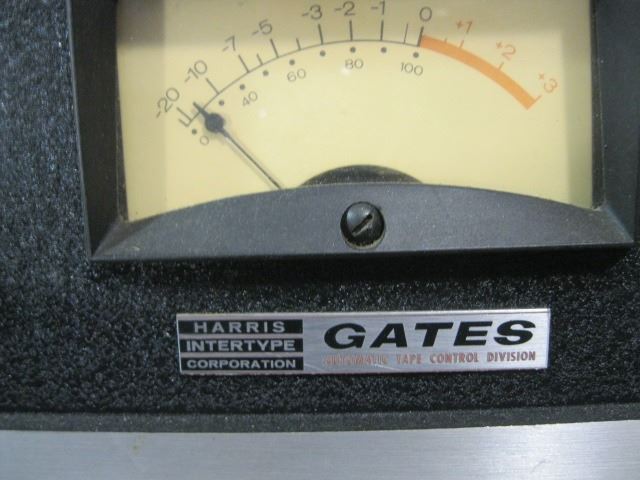 -20 -10 -7 -5 -3 -2 -1 0 +1 +2 +3
0 40 60 80 100
HARRIS
INTERTYPE
CORPORATION
GATES
AUTOMATIC TAPE CONTROL DIVISION